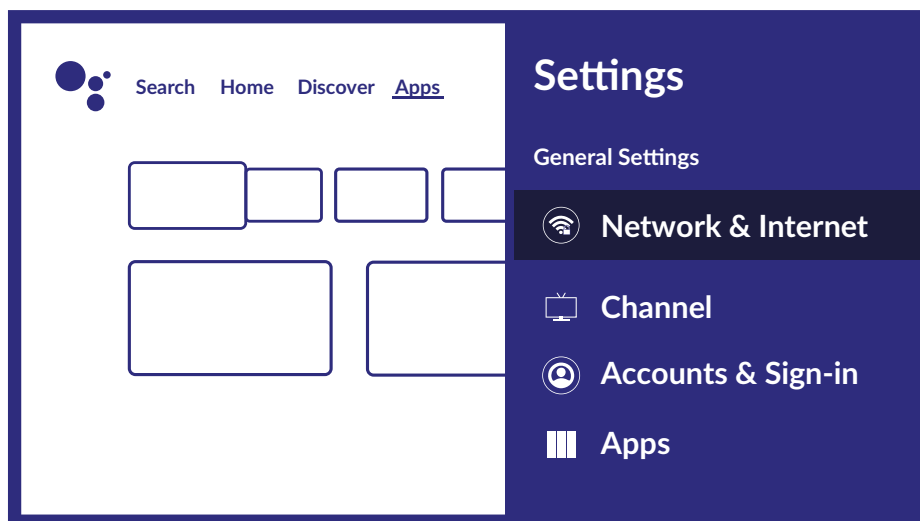 Search Home Discover Apps
Settings
General Settings
Network & Internet
Channel
Accounts & Sign-in
Apps